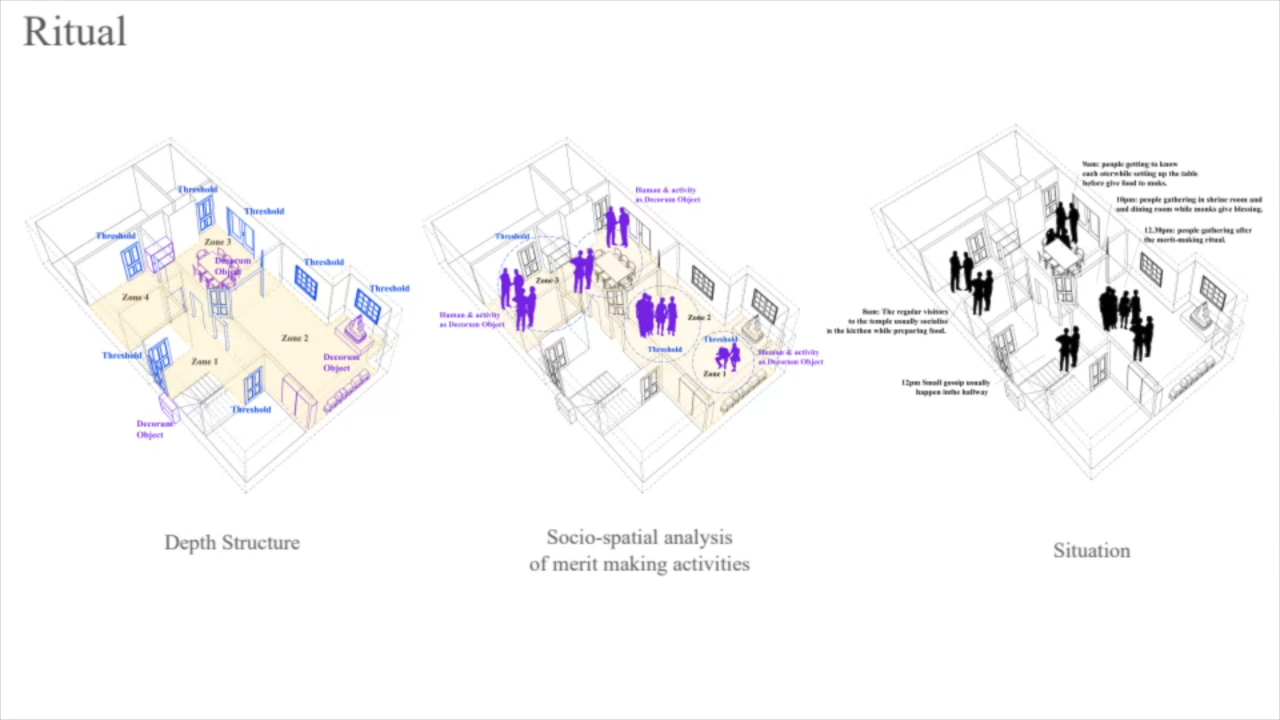 Ritual
Threshold
Threshold
Threshold
Zone 3
Decorum
Object
Threshold
Threshold
Zone 4
Zone 2
Threshold
Zone 1
Decorum
Object
Threshold
Decorum
Object
Depth Structure
Human & activity
as Decorum Object
Threshold
Zone 3
Human & activity
as Decorum Object
Zone 2
Threshold
Threshold
Human & activity
as Decorum Object
Zone 1
Socio-spatial analysis
of merit making activities
9am: people getting to know
each oterwhile setting up the table
before give food to moks.
10pm: people gathering in shrine room and
and dining room while monks give blessing.
12.30pm: people gathering after
the merit-making ritual.
8am: The regular visitors
to the temple usually socialise
in the kicthen while preparing food.
12pm Small gossip usually
happen inthe hallway
Situation